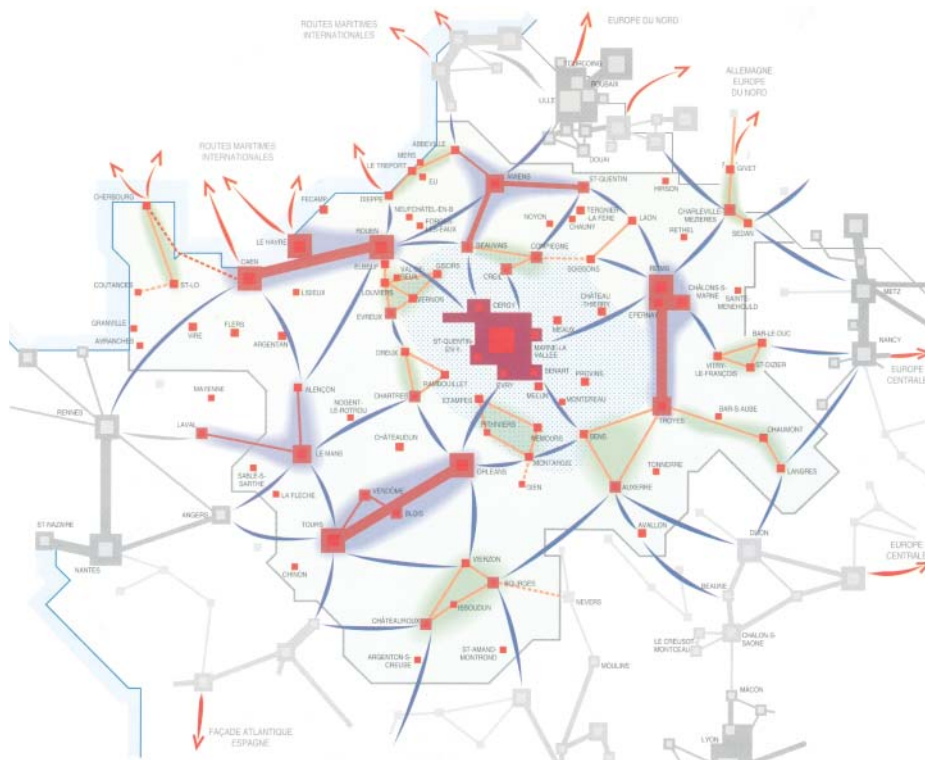 ROUTES MARITIMES
INTERNATIONALES
EUROPE DU NORD
TOURCOING
ROUBAIX
LILLE
ALLEMAGNE
EUROPE
DU NORD
DOUAI
ROUTES MARITIMES
INTERNATIONALES
ABBEVILLE
MERS
LE TREPORT
EU
AMIENS
ST-QUENTIN
HIRSON
GIVET
CHERBOURG
FECAMP
DIEPPE
NEUFCHÂTEL-EN-B
FORGES
LES-EAUX
NOYON
TERGNIER
LA FERE
CHAUNY
LAON
RETHEL
CHARLEVILLE
MEZIERES
SEDAN
LE HAVRE
ROUEN
BEAUVAIS
COMPIEGNE
CREIL
SOISSONS
CAEN
ELBEUF
GISORS
LOUVIERS
VERNON
EVREUX
REIMS
CHÂLONS-S-
MARNE
EPERNAY
SAINTE-
MENEHOULD
METZ
COUTANCES
ST-LO
LISIEUX
GRANVILLE
AVRANCHES
VIRE
FLERS
ARGENTAN
CERGY
CHÂTEAU
THIERRY
MEAUX
ST-QUENTIN-
EN-Y.
MARNE-LA
VALLEE
SENART
EVRY
MELUN
PROVINS
MONTEREAU
BAR-LE-DUC
VITRY-
LE-FRANÇOIS
ST-DIZIER
NANCY
EUROPE
CENTRALE
DREUX
RAMBOUILLET
CHARTRES
ETAMPES
MAYENNE
ALENÇON
NOGENT
LE-ROTROU
RENNES
LAVAL
LE MANS
CHÂTEAUDUN
PITHIVIERS
NEMOURS
MONTARGIS
SENS
TROYES
BAR-S-AUBE
CHAUMONT
LANGRES
TONNERRE
AUXERRE
GIEN
ORLEANS
SABLE-S-
SARTHE
LA FLECHE
VENDÔME
BLOIS
TOURS
ANGERS
ST-NAZAIRE
NANTES
CHINON
AVALLON
DIJON
EUROPE
CENTRALE
VIERZON
BOURGES
ISSOUDUN
CHÂTEAUROUX
NEVERS
BEAUNE
ARGENTON-S-
CREUSE
ST-AMAND-
MONTROND
MOULINS
LE CREUSOT
MONTCEAU
CHALON-S-
SAONE
MACON
LYON
FAÇADE ATLANTIQUE
ESPAGNE